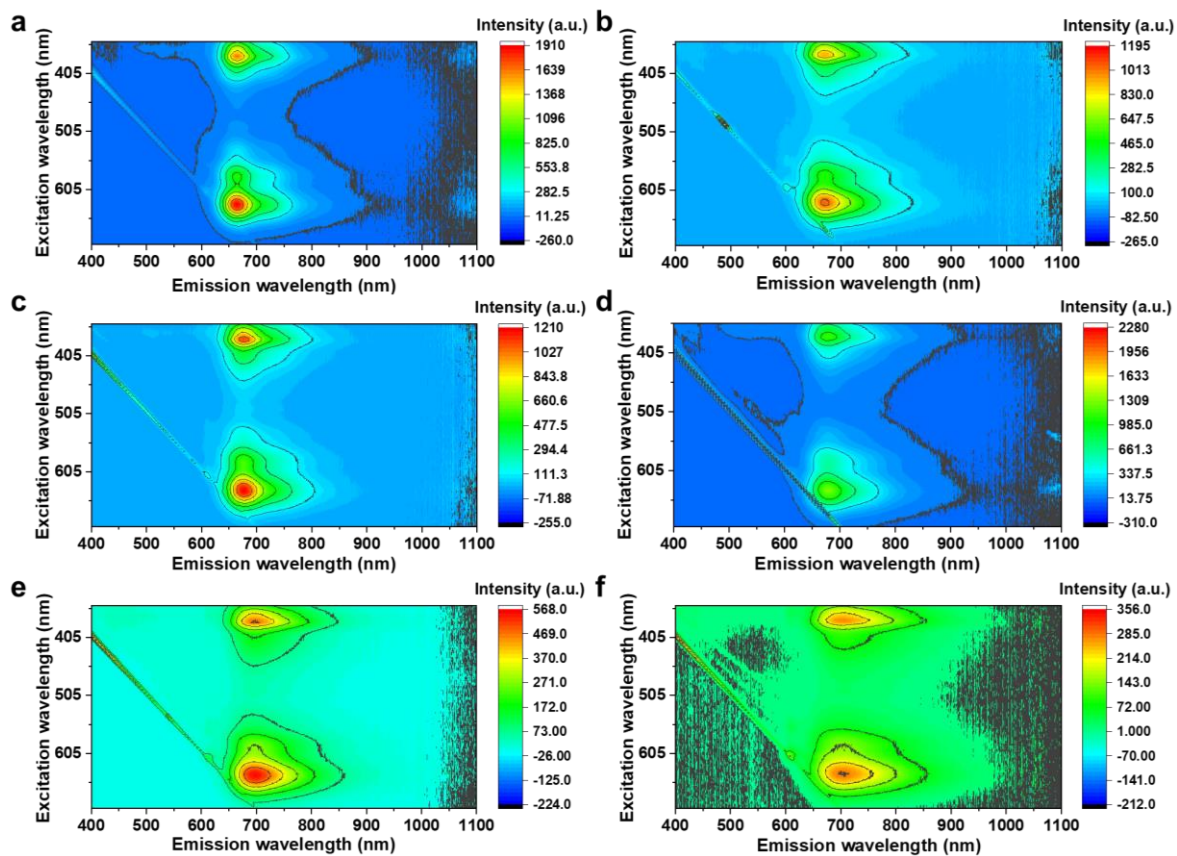 a
Intensity (a.u.)
Excitation wavelength (nm)
405
505
605
400 500 600 700 800 900 1000 1100
Emission wavelength (nm)
1910
1639
1368
1096
825.0
553.8
282.5
11.25
-260.0
b
Intensity (a.u.)
Excitation wavelength (nm)
405
505
605
400 500 600 700 800 900 1000 1100
Emission wavelength (nm)
1195
1013
830.0
647.5
465.0
282.5
100.0
-82.50
-265.0
c
Intensity (a.u.)
Excitation wavelength (nm)
405
505
605
400 500 600 700 800 900 1000 1100
Emission wavelength (nm)
1210
1027
843.8
660.6
477.5
294.4
111.3
-71.88
-255.0
d
Intensity (a.u.)
Excitation wavelength (nm)
405
505
605
400 500 600 700 800 900 1000 1100
Emission wavelength (nm)
2280
1956
1633
1309
985.0
661.3
337.5
13.75
-310.0
e
Intensity (a.u.)
Excitation wavelength (nm)
405
505
605
400 500 600 700 800 900 1000 1100
Emission wavelength (nm)
568.0
469.0
370.0
271.0
172.0
73.00
-26.00
-125.0
-224.0
f
Intensity (a.u.)
Excitation wavelength (nm)
405
505
605
400 500 600 700 800 900 1000 1100
Emission wavelength (nm)
356.0
285.0
214.0
143.0
72.00
1.000
-70.00
-141.0
-212.0